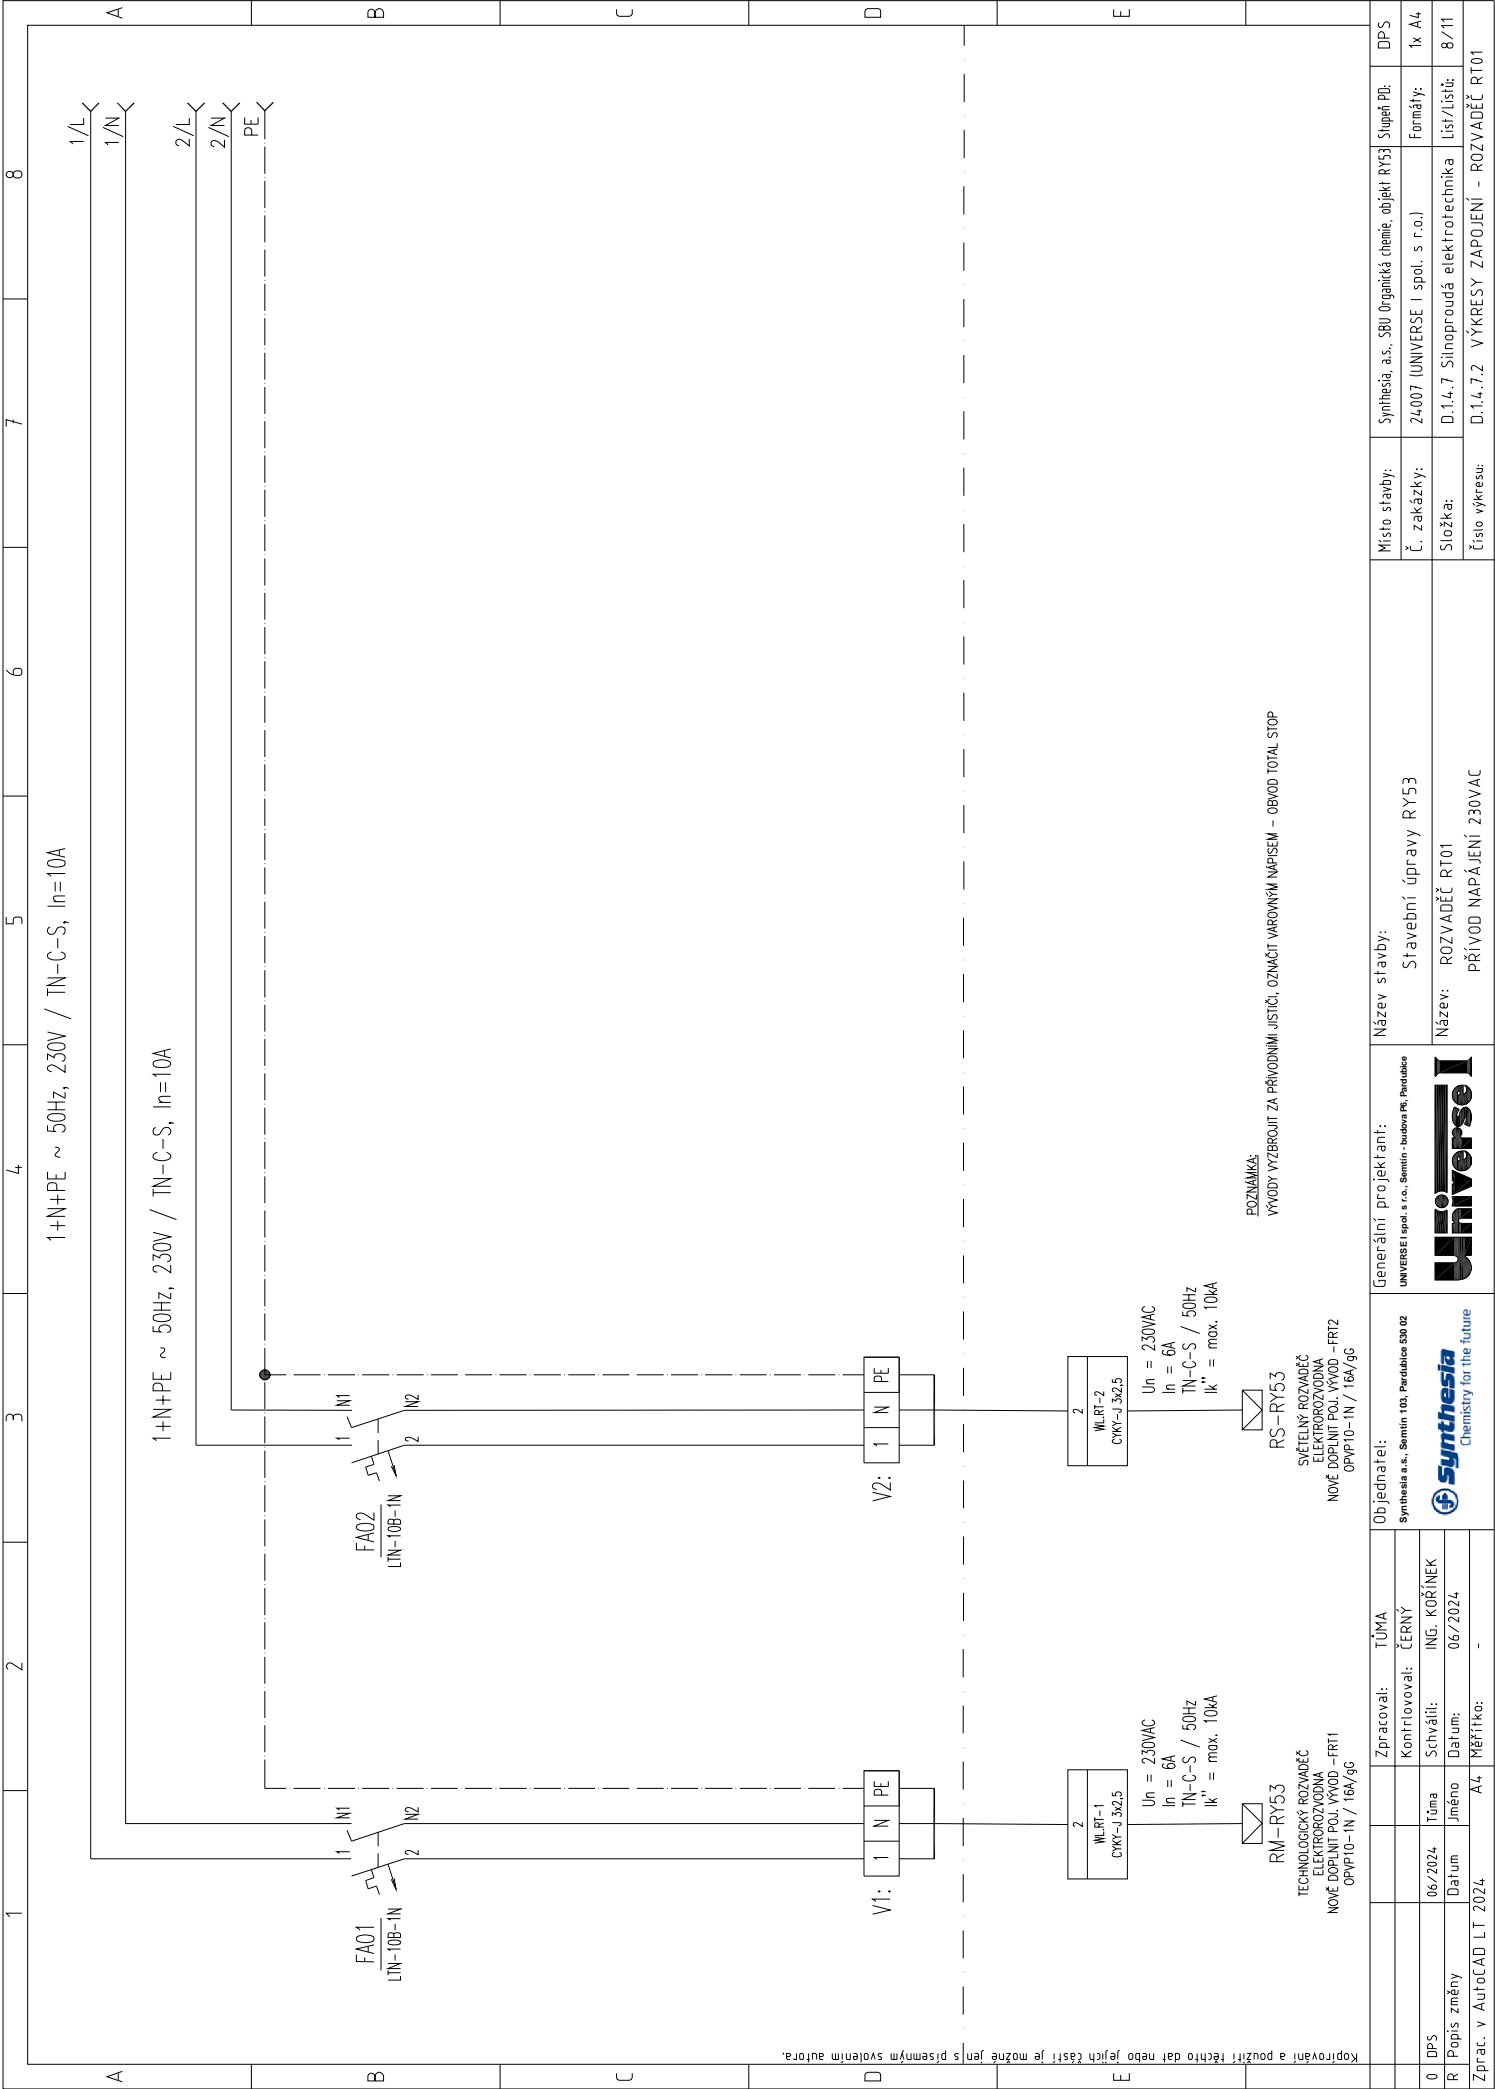 1
2
3
4
5
6
7
8
A
B
C
D
E
A
B
C
D
E
1+N+PE ~ 50Hz, 230V / TN-C-S, In=10A
1/L
1/N
1+N+PE ~ 50Hz, 230V / TN-C-S, In=10A
2/L
2/N
PE
FA01
LTN-10B-1N
1
N1
2
N2
FA02
LTN-10B-1N
1
N1
2
N2
V1: 1 N PE
V2: 1 N PE
2
WL.RT-1
CYKY-J 3x2,5
Un = 230VAC
In = 6A
TN-C-S / 50Hz
Ik'' = max. 10kA
RM-RY53
TECHNOLOGICKÝ ROZVADĚČ
ELEKTROROZVODNA
NOVĚ DOPLNIT POJ. VÝVOD -FRT1
OPVP10-1N / 16A/gG
2
WL.RT-2
CYKY-J 3x2,5
Un = 230VAC
In = 6A
TN-C-S / 50Hz
Ik'' = max. 10kA
RS-RY53
SVĚTELNÝ ROZVADĚČ
ELEKTROROZVODNA
NOVĚ DOPLNIT POJ. VÝVOD -FRT2
OPVP10-1N / 16A/gG
POZNÁMKA:
VÝVODY VYZBROJIT ZA PŘÍVODNÍMI JISTIČI, OZNAČIT VAROVNÝM NÁPISEM - OBVOD TOTAL STOP
Kopírování a použití těchto dat nebo jejich částí je možné jen s písemným svolením autora.
0 DPS 06/2024 Tůma
R Popis změny Datum Jméno
Zprac. v AutoCAD LT 2024 A4
Zpracoval: TŮMA
Kontrlovoval: ČERNÝ
Schválil: ING. KOŘÍNEK
Datum: 06/2024
Měřítko: -
Objednatel:
Synthesia a.s., Semtín 103, Pardubice 530 02
Synthesia
Chemistry for the future
Generální projektant:
UNIVERSE I spol. s r.o., Semtín - budova P6, Pardubice
universe I
Název stavby:
Stavební úpravy RY53
Název: ROZVADĚČ RT01
PŘÍVOD NAPÁJENÍ 230VAC
Místo stavby: Synthesia, a.s., SBU Organická chemie, objekt RY53 Stupeň PD: DPS
Č. zakázky: 24007 (UNIVERSE I spol. s r.o.) Formáty: 1x A4
Složka: D.1.4.7 Silnoproudá elektrotechnika List/Listů: 8/11
Číslo výkresu: D.1.4.7.2 VÝKRESY ZAPOJENÍ - ROZVADĚČ RT01